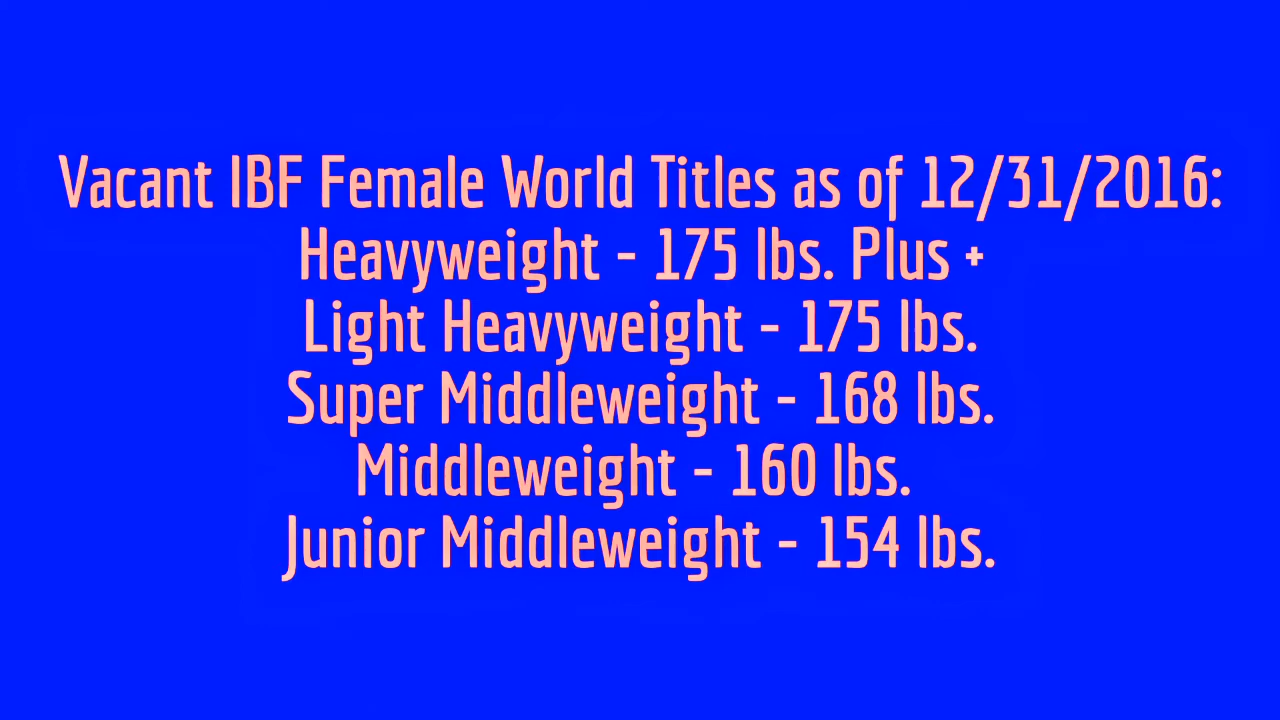 Vacant IBF Female World Titles as of 12/31/2016:
Heavyweight - 175 lbs. Plus +
Light Heavyweight - 175 lbs.
Super Middleweight - 168 lbs.
Middleweight - 160 lbs.
Junior Middleweight - 154 lbs.